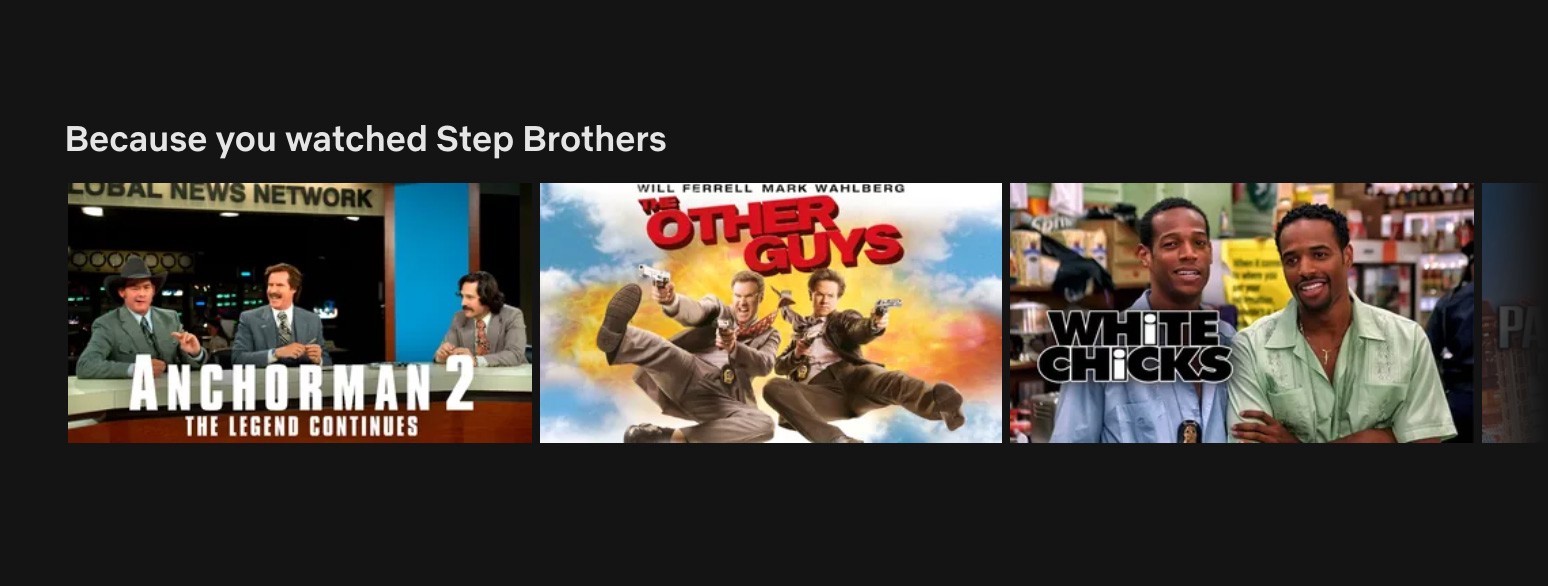 Because you watched Step Brothers
LOBAL NEWS NETWORK
ANCHORMAN 2
THE LEGEND CONTINUES
WILL FERRELL MARK WAHLBERG
THE
OTHER
GUYS
WHiTE
CHiCKS
PA